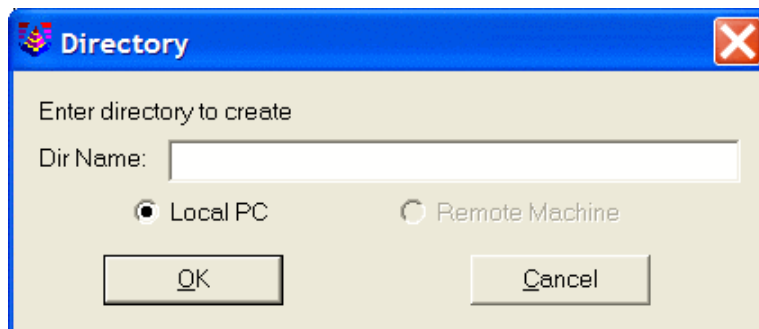 Directory
Enter directory to create
Dir Name:
Local PC Remote Machine
OK Cancel